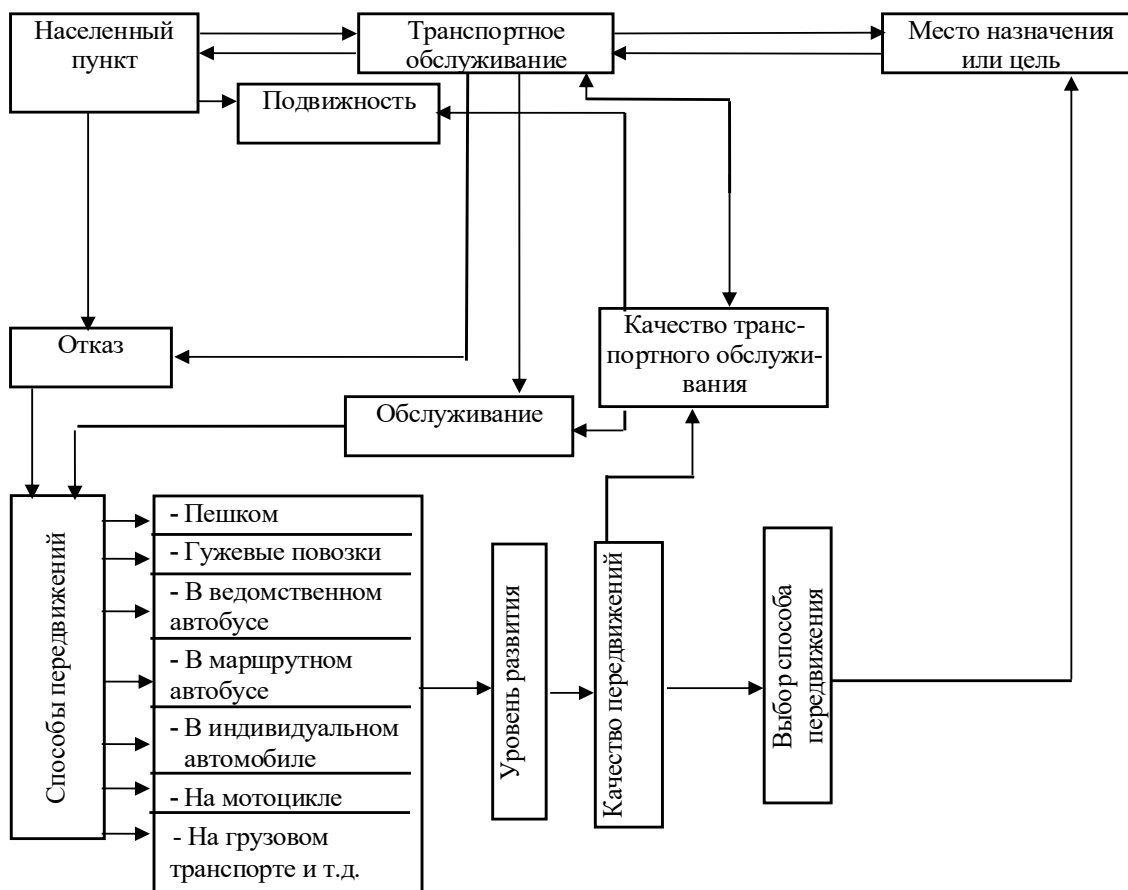 Населенный
пункт
Транспортное
обслуживание
Место назначения
или цель
Подвижность
Отказ
Качество транс-
портного обслужи-
вания
Обслуживание
Способы передвижений
- Пешком
- Гужевые повозки
- В ведомственном
автобусе
- В маршрутном
автобусе
- В индивидуальном
автомобиле
- На мотоцикле
- На грузовом
транспорте и т.д.
Уровень развития
Качество передвижений
Выбор способа
передвижения